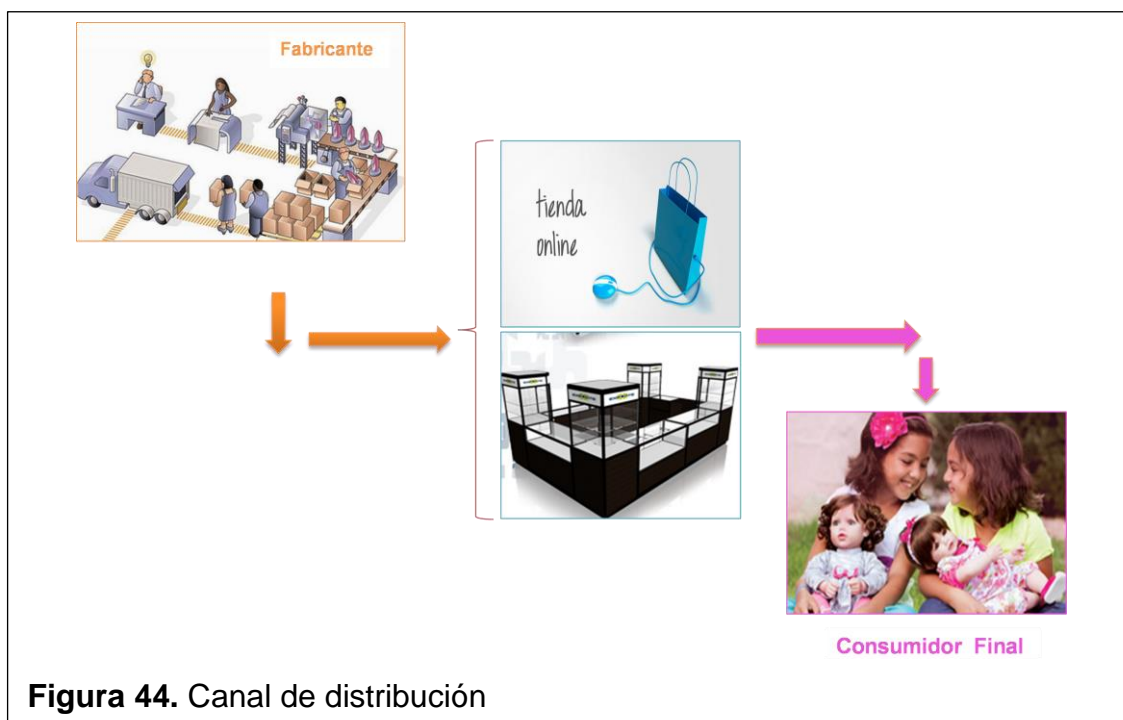 Fabricante
tienda
online
Consumidor Final
Figura 44. Canal de distribución